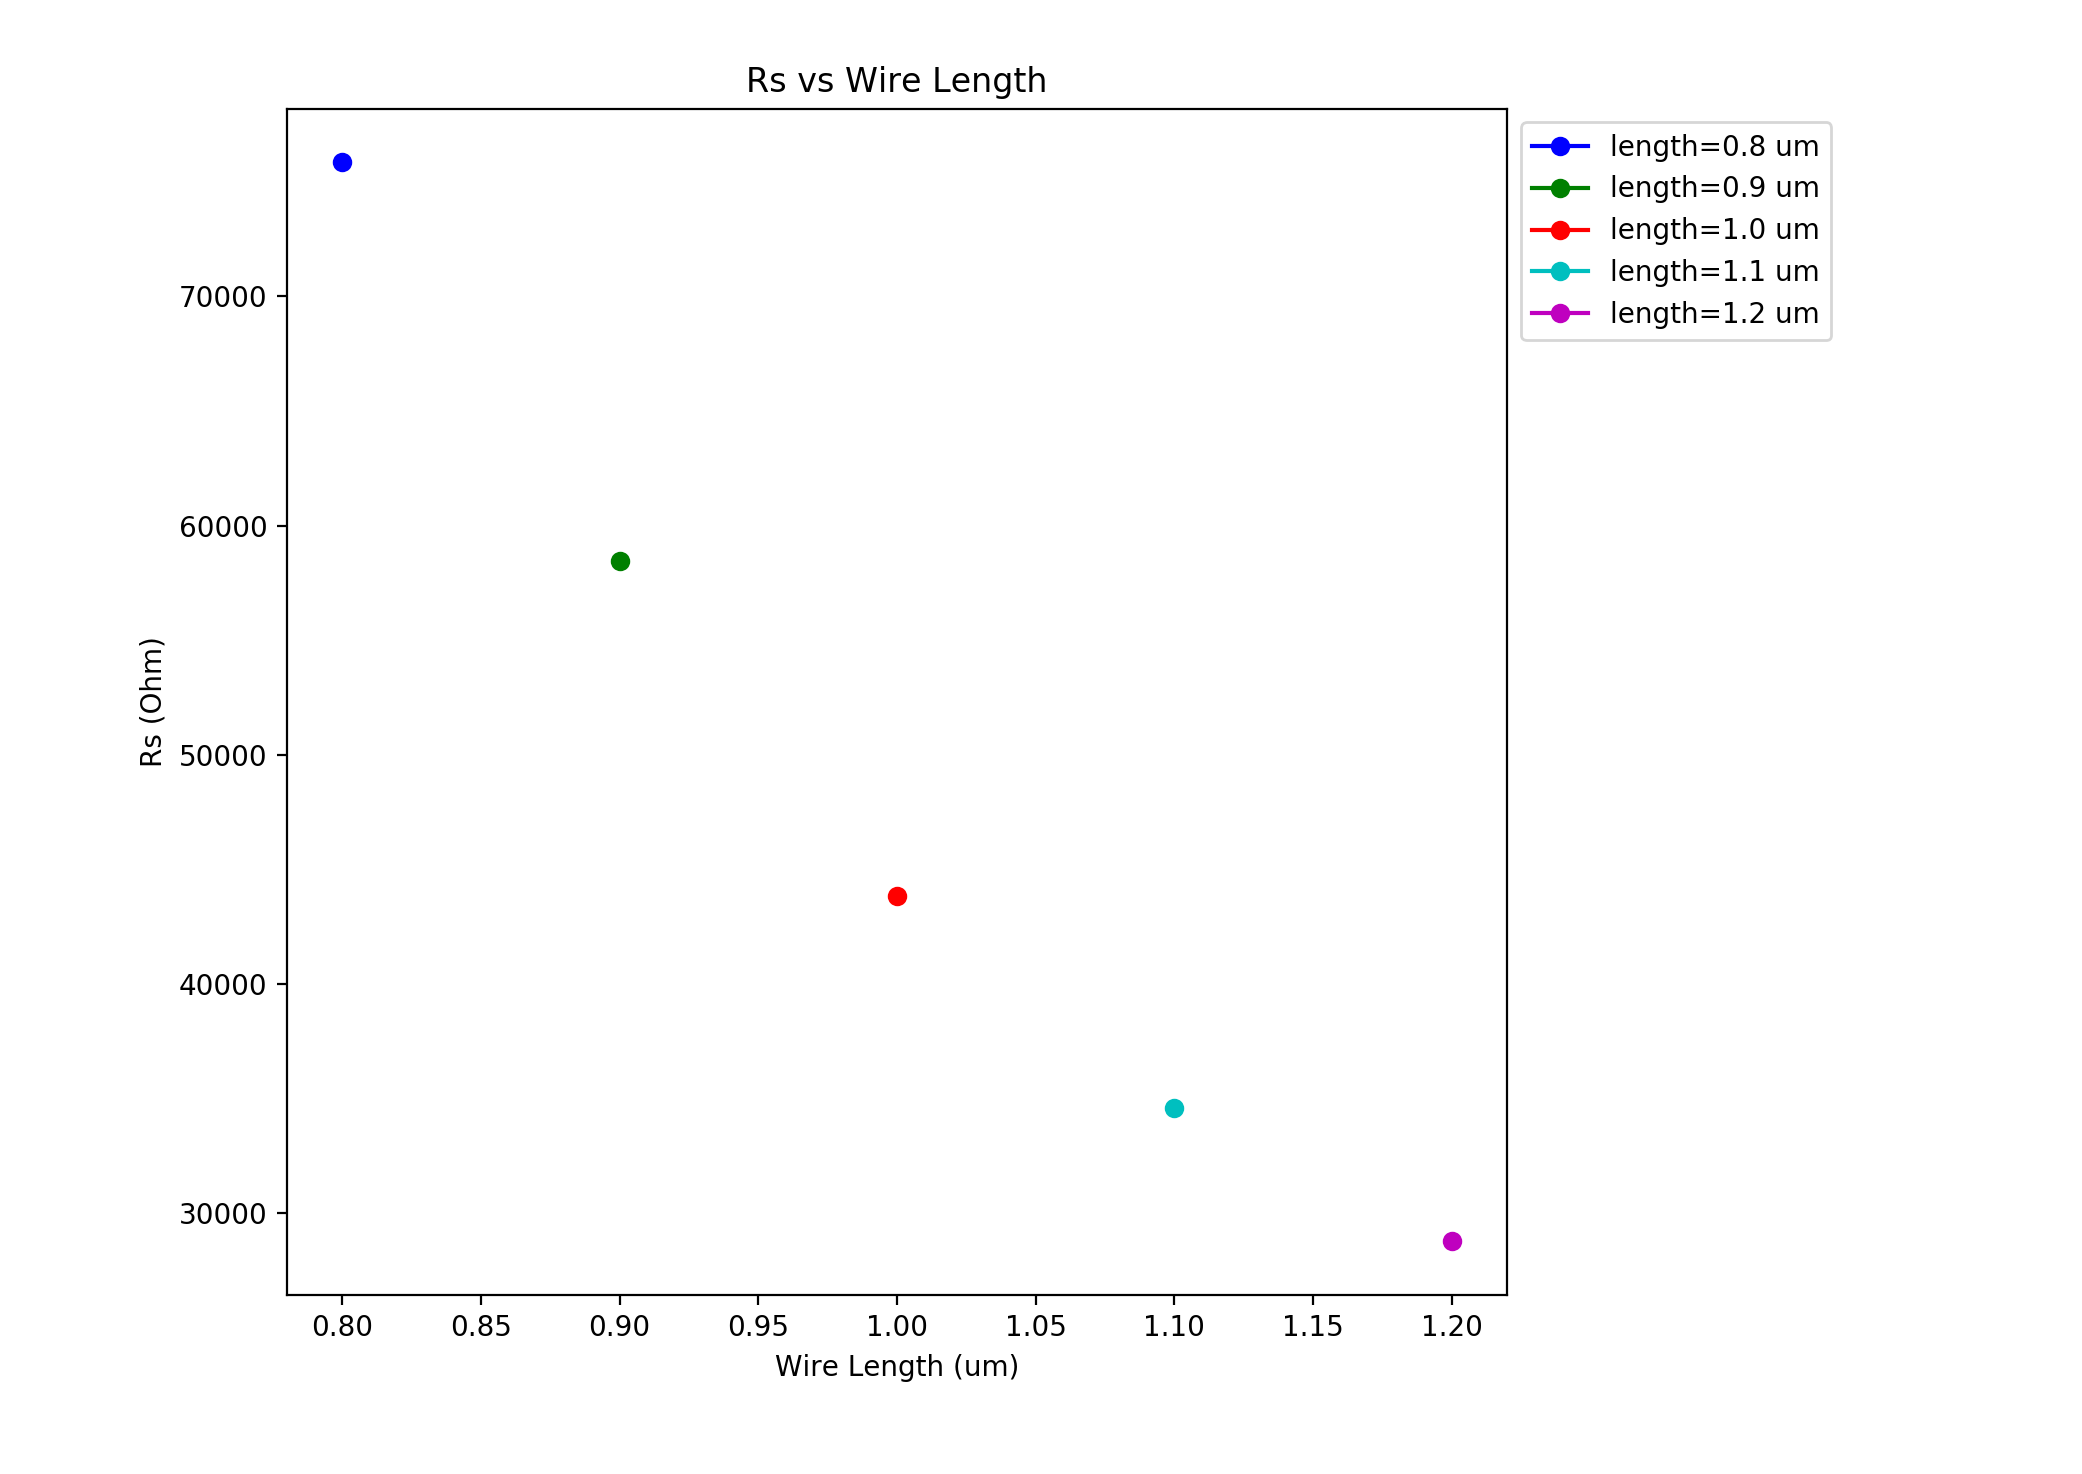 Rs vs Wire Length
length=0.8 um
length=0.9 um
length=1.0 um
length=1.1 um
length=1.2 um
Rs (Ohm)
70000
60000
50000
40000
30000
0.80 0.85 0.90 0.95 1.00 1.05 1.10 1.15 1.20
Wire Length (um)